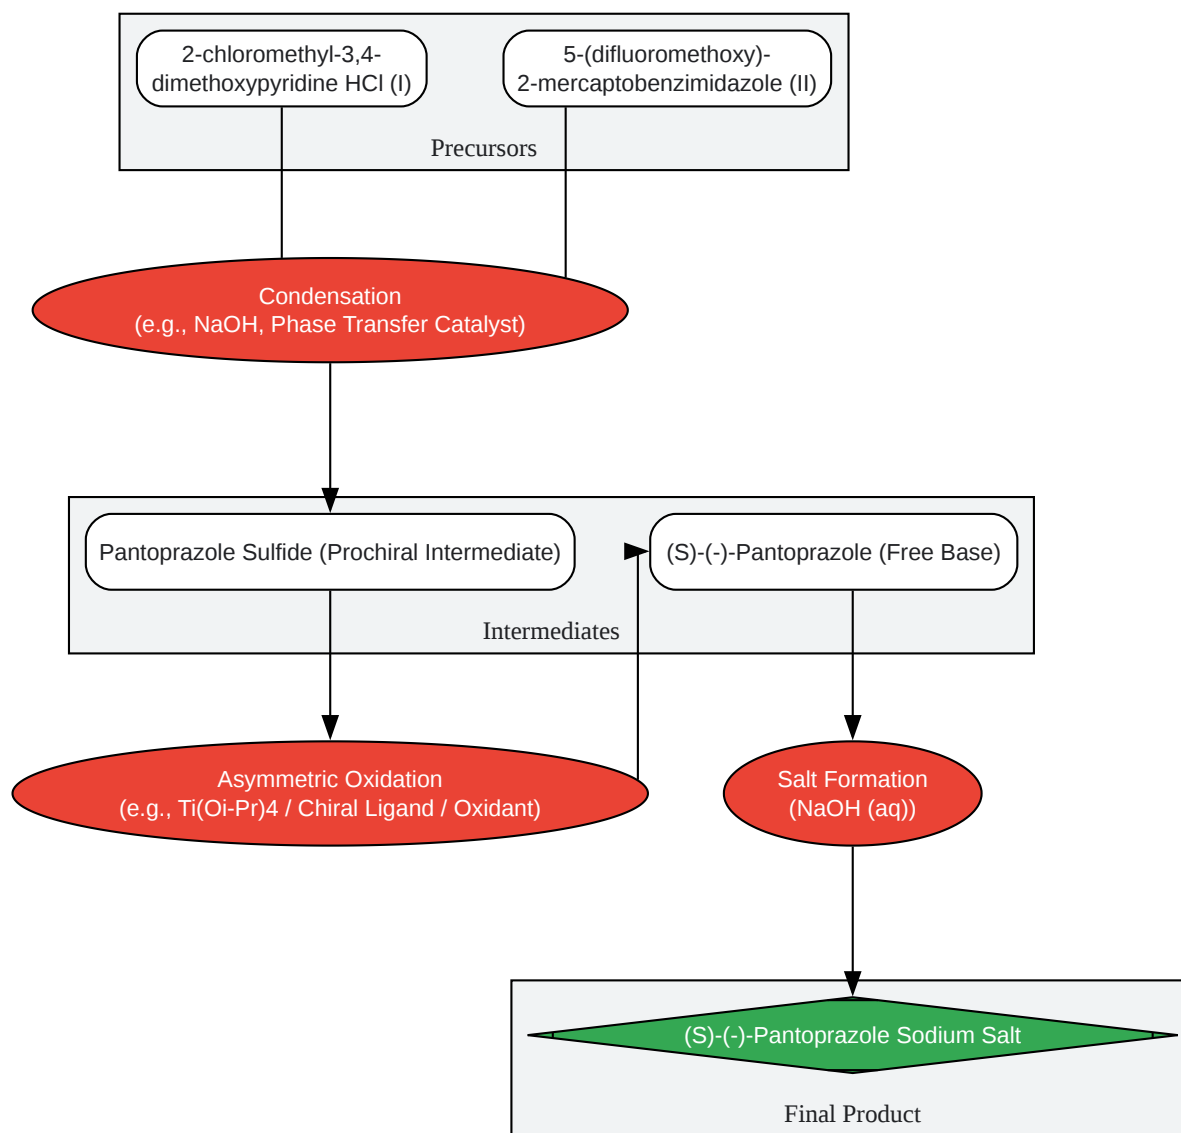 2-chloromethyl-3,4-
dimethoxypyridine HCl (I)
5-(difluoromethoxy)-
2-mercaptobenzimidazole (II)
Precursors
Condensation
(e.g., NaOH, Phase Transfer Catalyst)
Pantoprazole Sulfide (Prochiral Intermediate)
(S)-(-)-Pantoprazole (Free Base)
Intermediates
Asymmetric Oxidation
(e.g., Ti(Oi-Pr)4 / Chiral Ligand / Oxidant)
Salt Formation
(NaOH (aq))
(S)-(-)-Pantoprazole Sodium Salt
Final Product